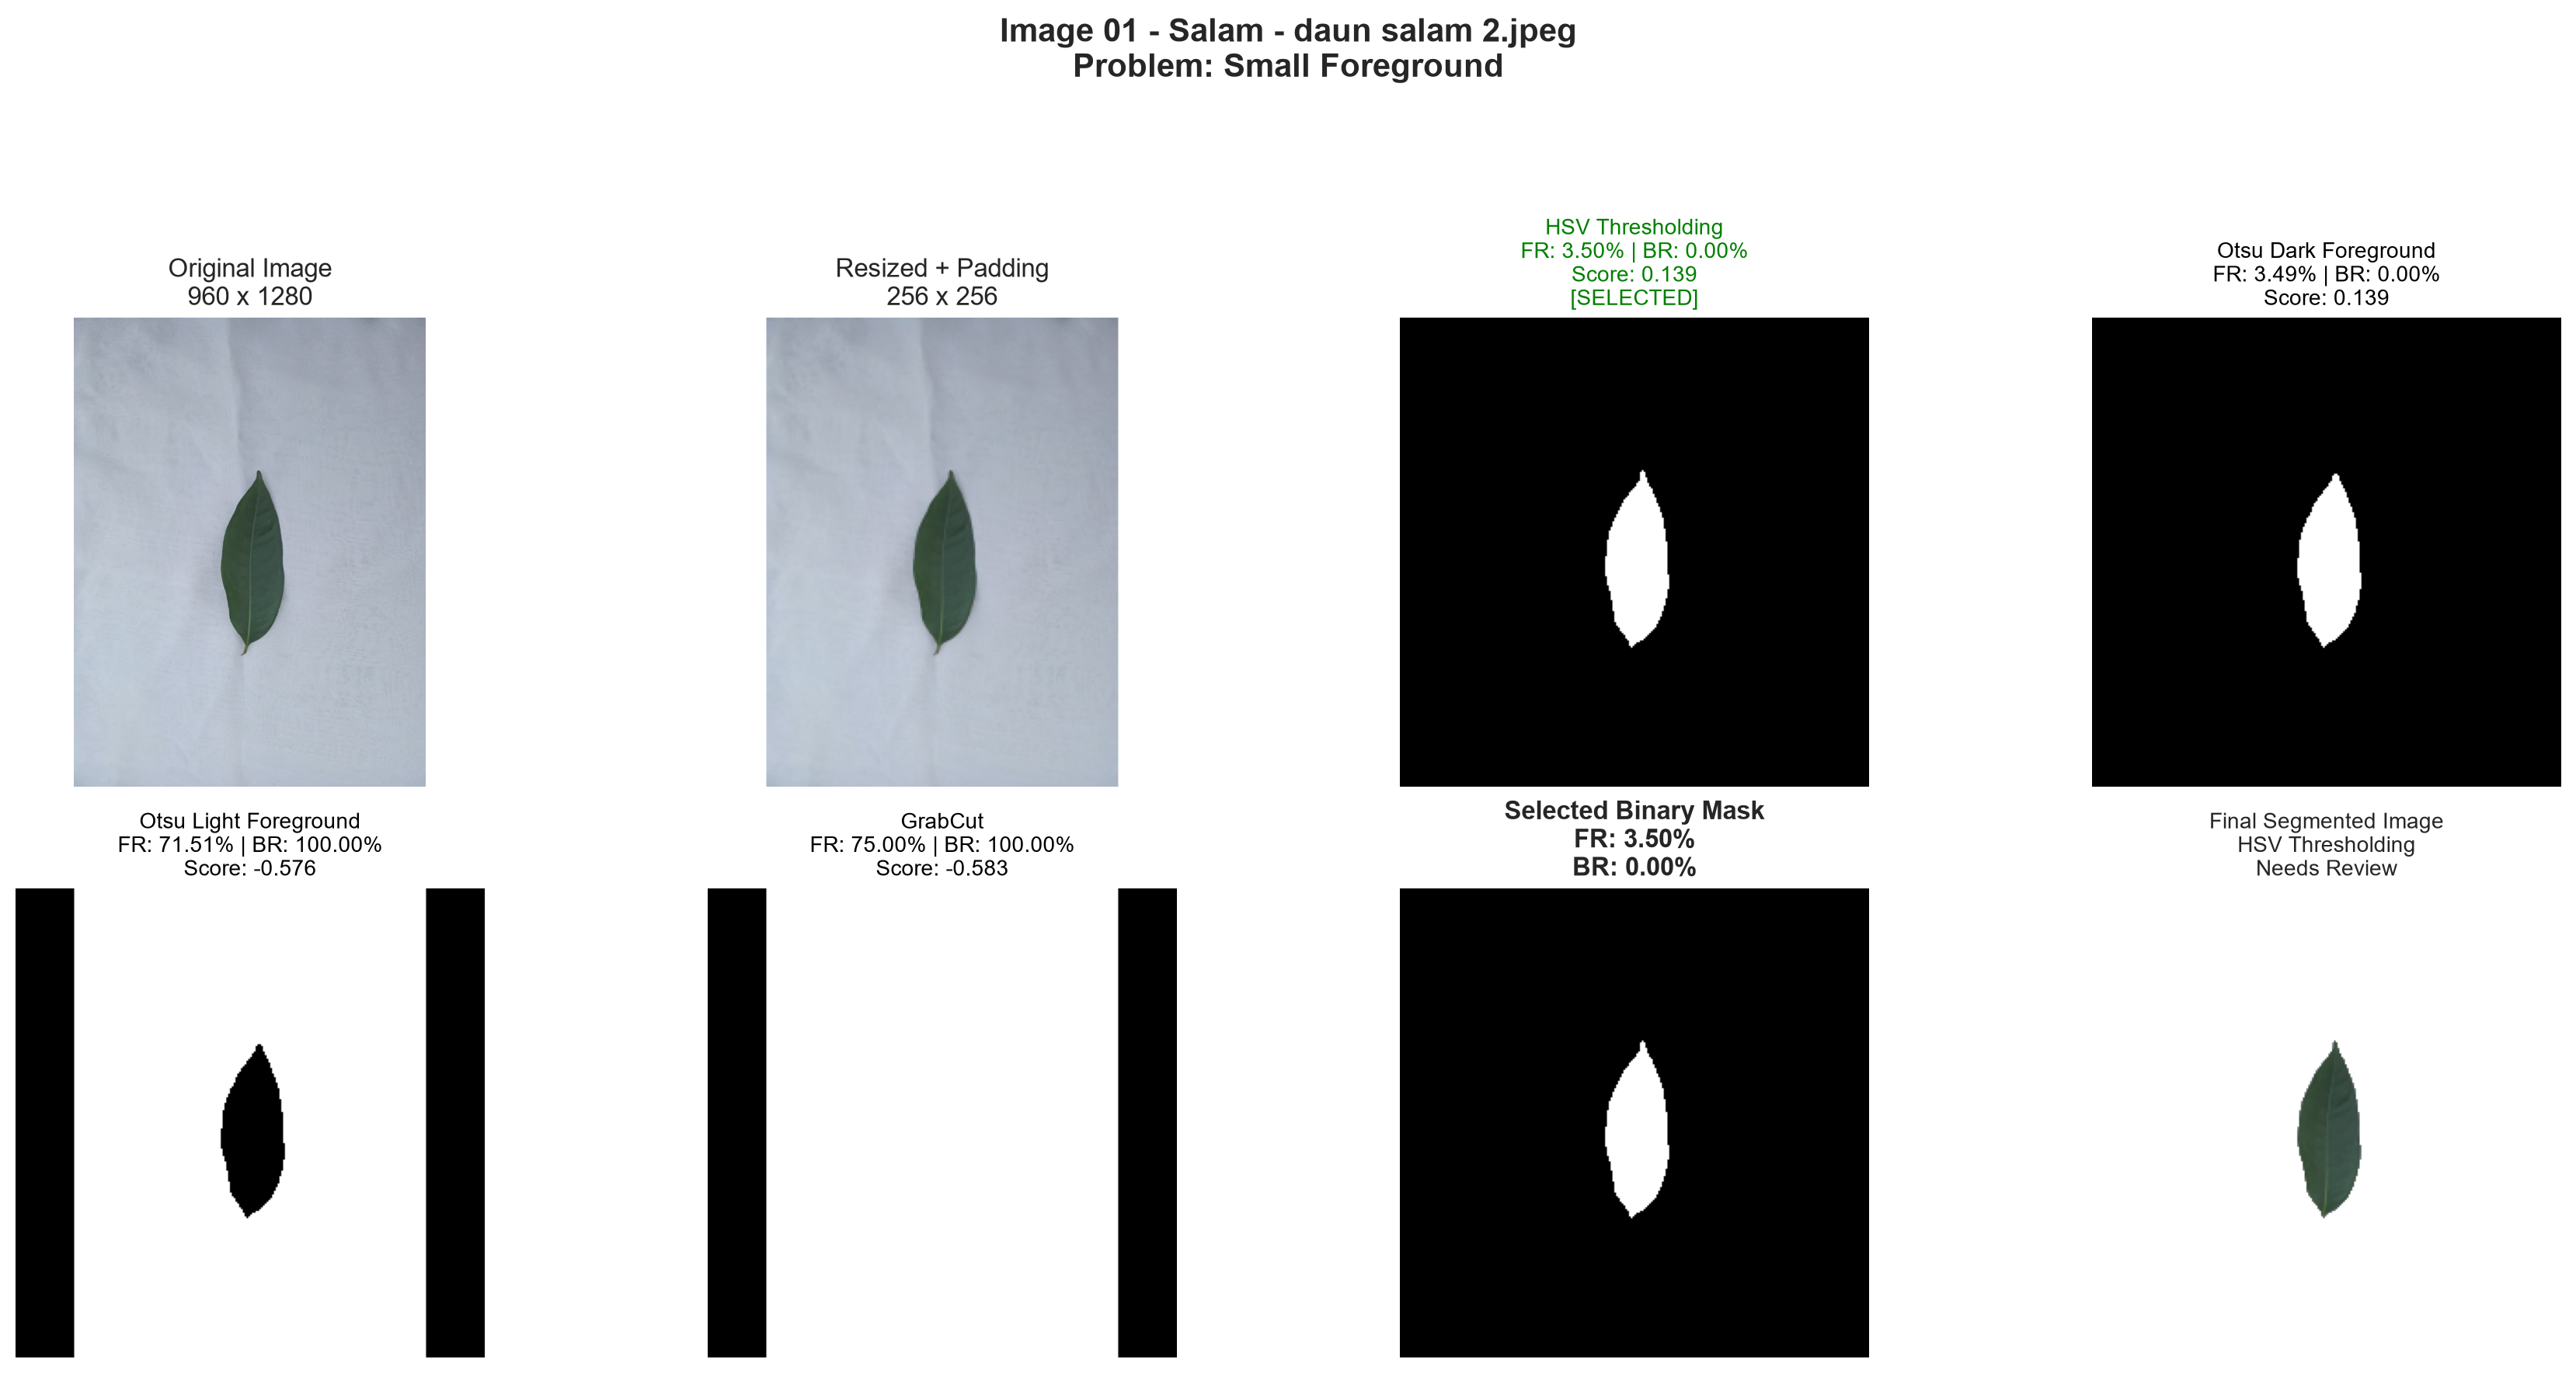 Image 01 - Salam - daun salam 2.jpeg
Problem: Small Foreground
Original Image
960 x 1280
Resized + Padding
256 x 256
HSV Thresholding
FR: 3.50% | BR: 0.00%
Score: 0.139
[SELECTED]
Otsu Dark Foreground
FR: 3.49% | BR: 0.00%
Score: 0.139
Otsu Light Foreground
FR: 71.51% | BR: 100.00%
Score: -0.576
GrabCut
FR: 75.00% | BR: 100.00%
Score: -0.583
Selected Binary Mask
FR: 3.50%
BR: 0.00%
Final Segmented Image
HSV Thresholding
Needs Review